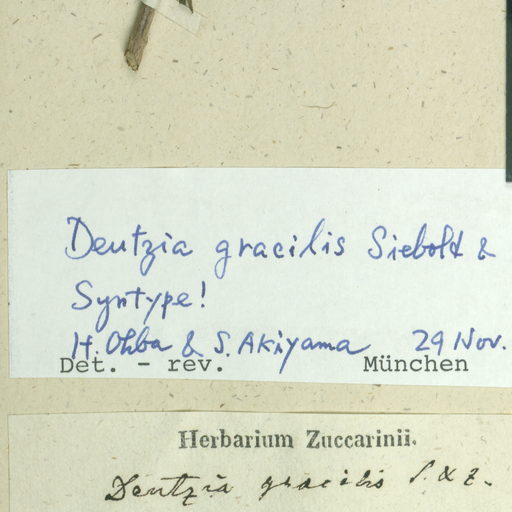 Deutzia gracilis Siebold &
Syntype!
H. Ohba & S. Akiyama 29 Nov.
Det. - rev. München
Herbarium Zuccarinii.
Deutzia gracilis S. & Z.